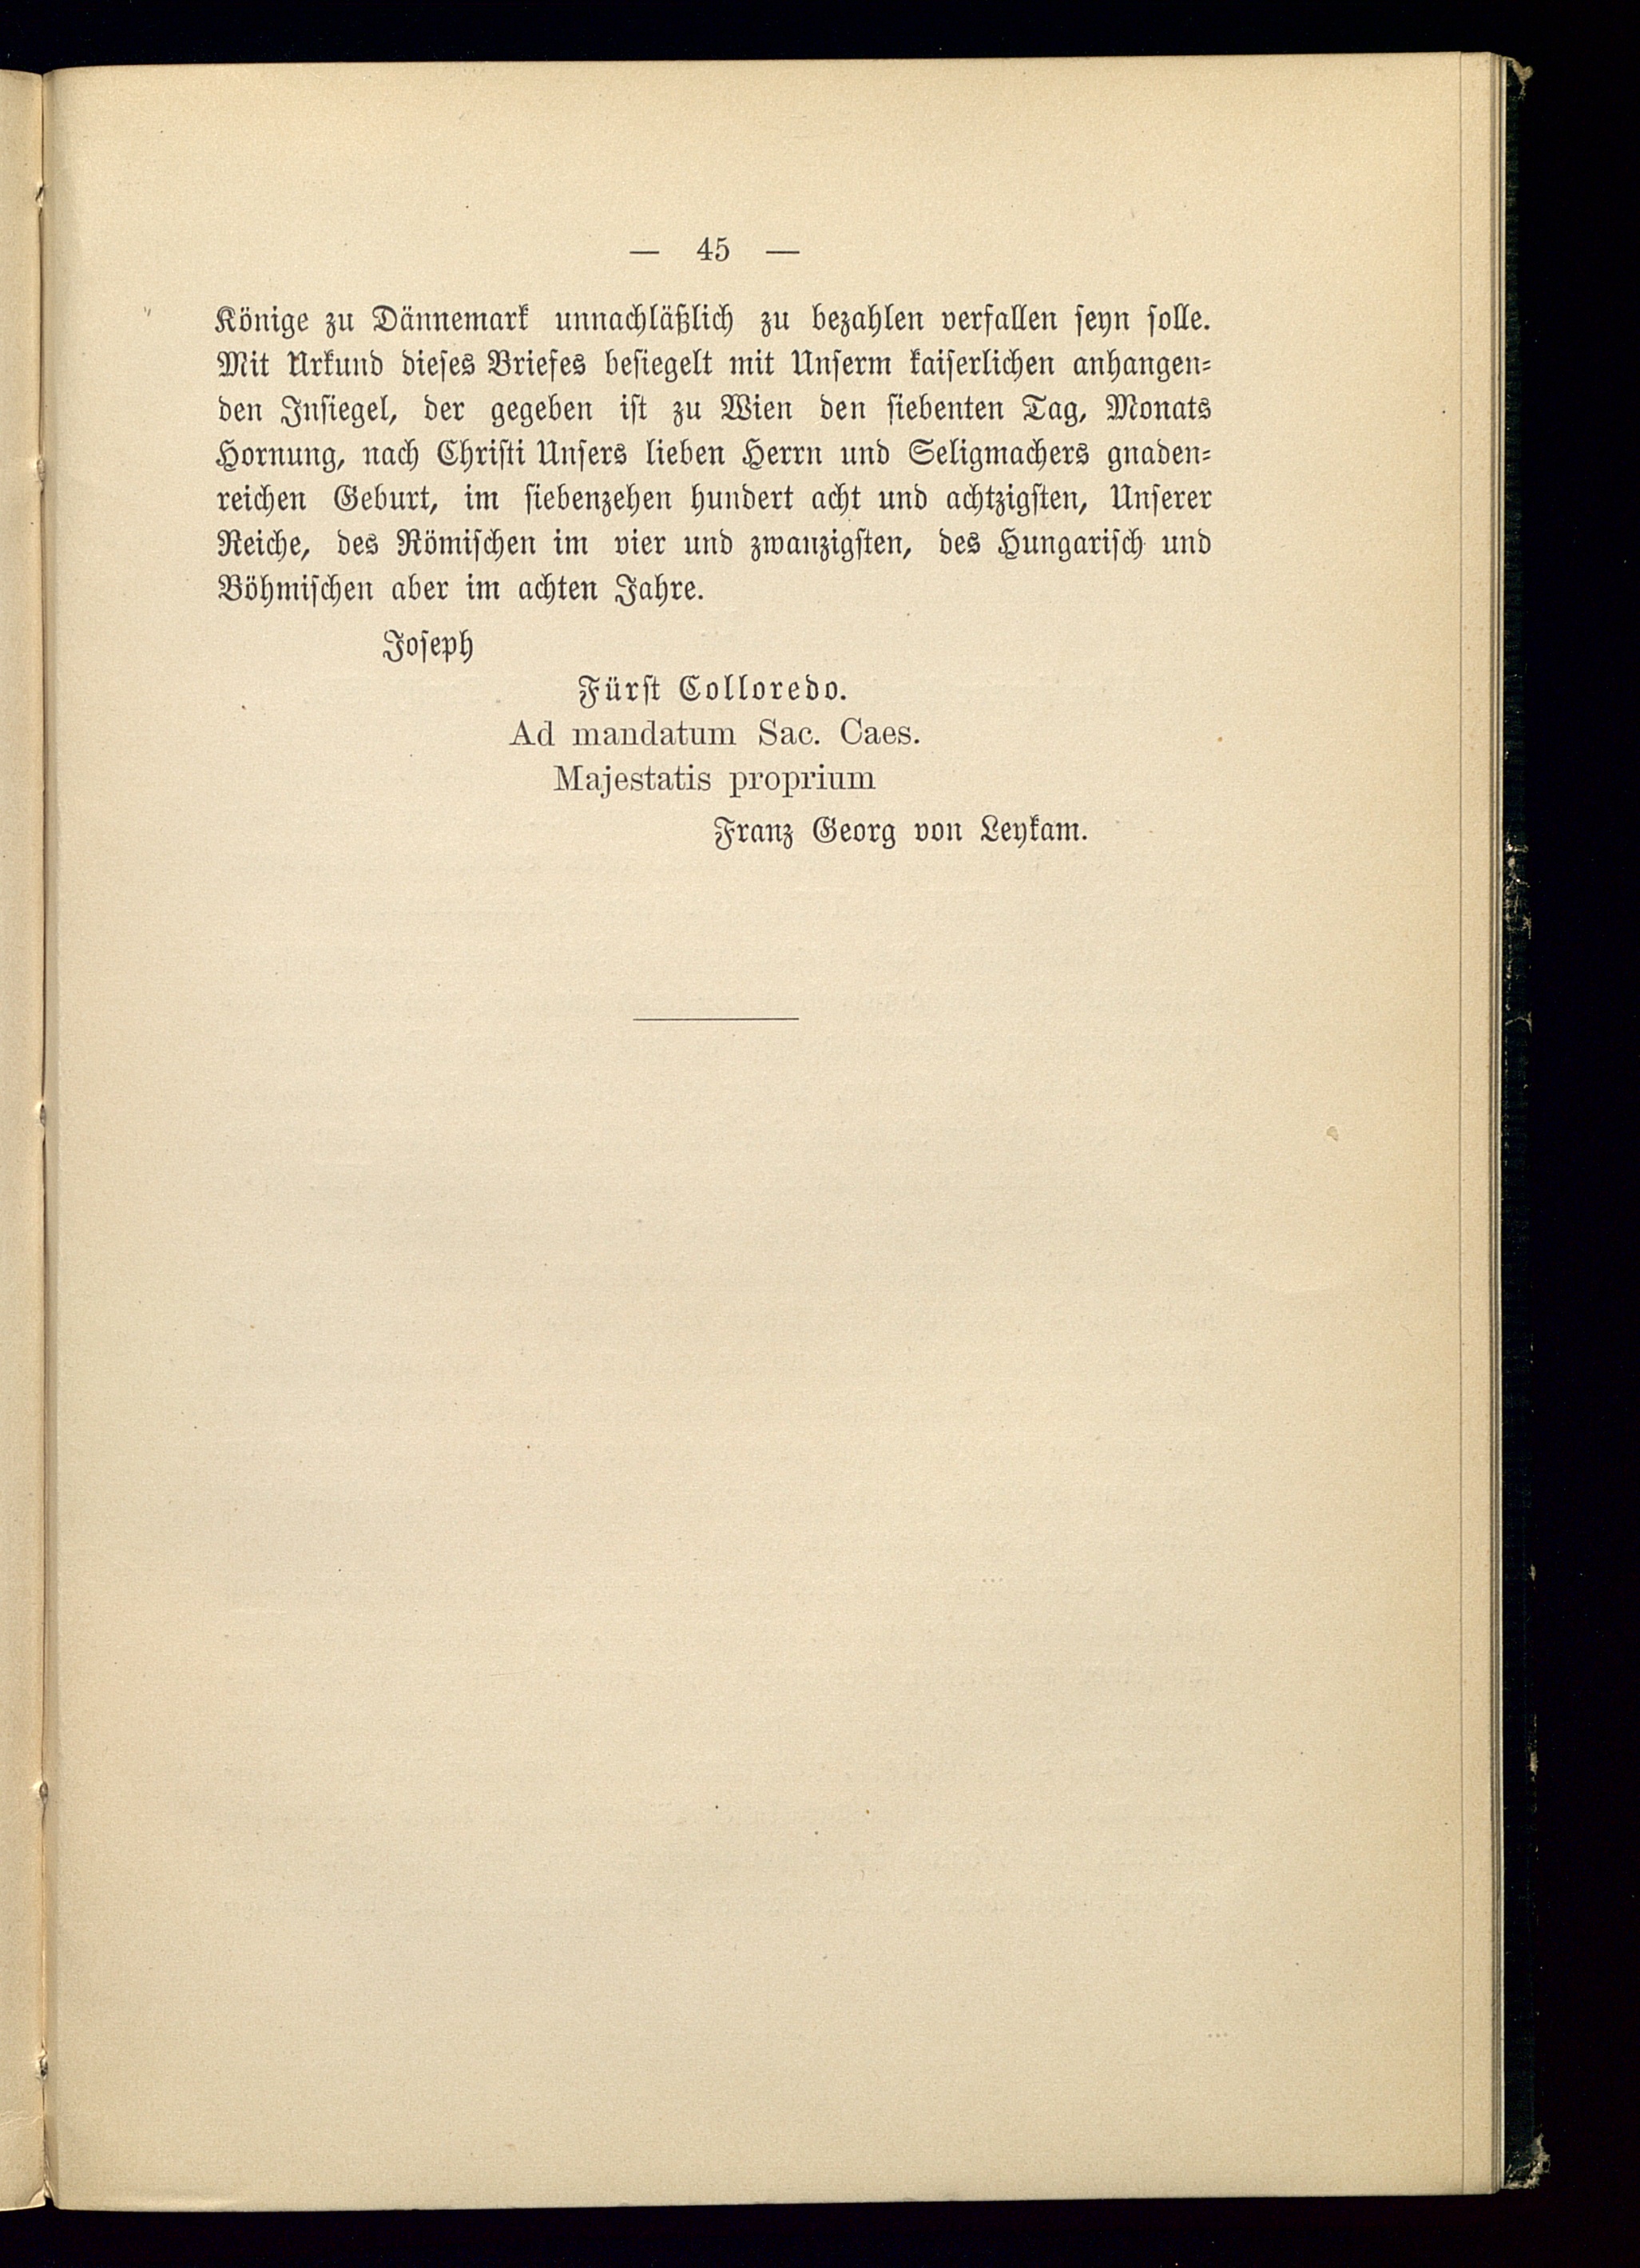 — 45 —
Könige zu Dännemark unnachläßlich zu bezahlen verfallen seyn solle.
Mit Urkund dieses Briefes besiegelt mit Unserm kaiserlichen anhangen-
den Insiegel, der gegeben ist zu Wien den siebenten Tag, Monats
Hornung, nach Christi Unsers lieben Herrn und Seligmachers gnaden-
reichen Geburt, im siebenzehen hundert acht und achtzigsten, Unserer
Reiche, des Römischen im vier und zwanzigsten, des Hungarisch und
Böhmischen aber im achten Jahre.
Joseph
Fürst Colloredo.
Ad mandatum Sac. Caes.
Majestatis proprium
Franz Georg von Leykam.